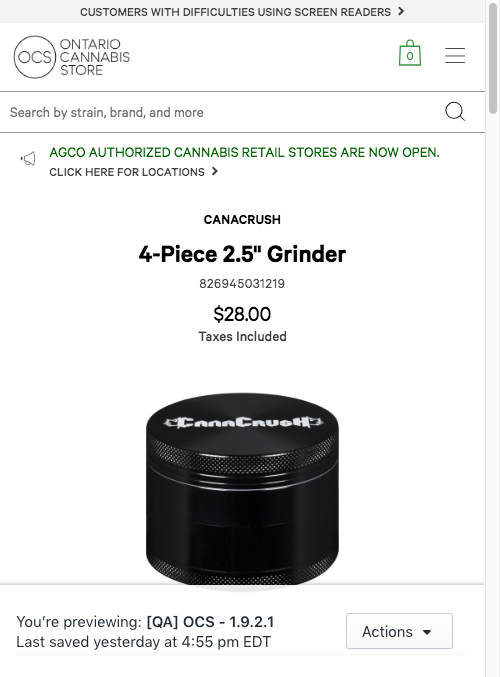 CUSTOMERS WITH DIFFICULTIES USING SCREEN READERS
OCS
ONTARIO
CANNABIS
STORE
0
Search by strain, brand, and more
AGCO AUTHORIZED CANNABIS RETAIL STORES ARE NOW OPEN.
CLICK HERE FOR LOCATIONS
CANACRUSH
4-Piece 2.5" Grinder
826945031219
$28.00
Taxes Included
CANACRUSH
You're previewing: [QA] OCS - 1.9.2.1
Last saved yesterday at 4:55 pm EDT
Actions